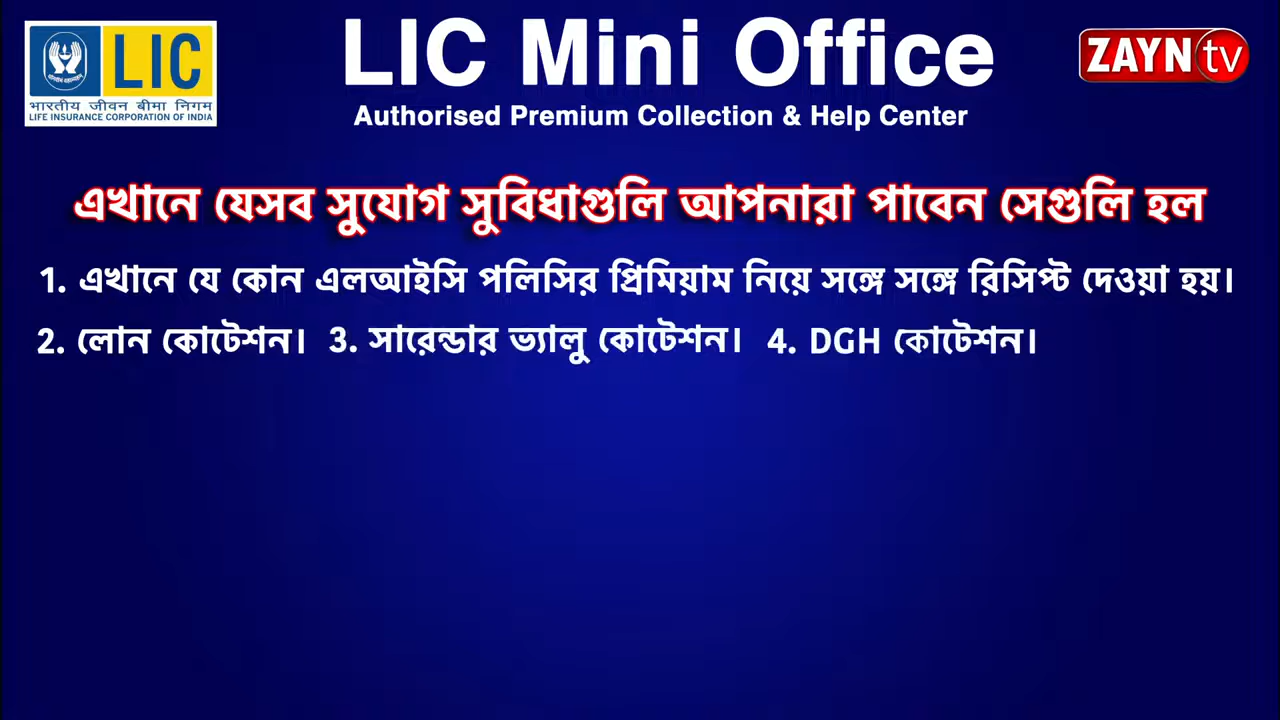 LIC
भारतीय जीवन बीमा निगम
LIFE INSURANCE CORPORATION OF INDIA
LIC Mini Office
Authorised Premium Collection & Help Center
ZAYN tv
এখানে যেসব সুযোগ সুবিধাগুলি আপনারা পাবেন সেগুলি হল
1. এখানে যে কোন এলআইসি পলিসির প্রিমিয়াম নিয়ে সঙ্গে সঙ্গে রিসিপ্ট দেওয়া হয়।
2. লোন কোটেশন। 3. সারেন্ডার ভ্যালু কোটেশন। 4. DGH কোটেশন।